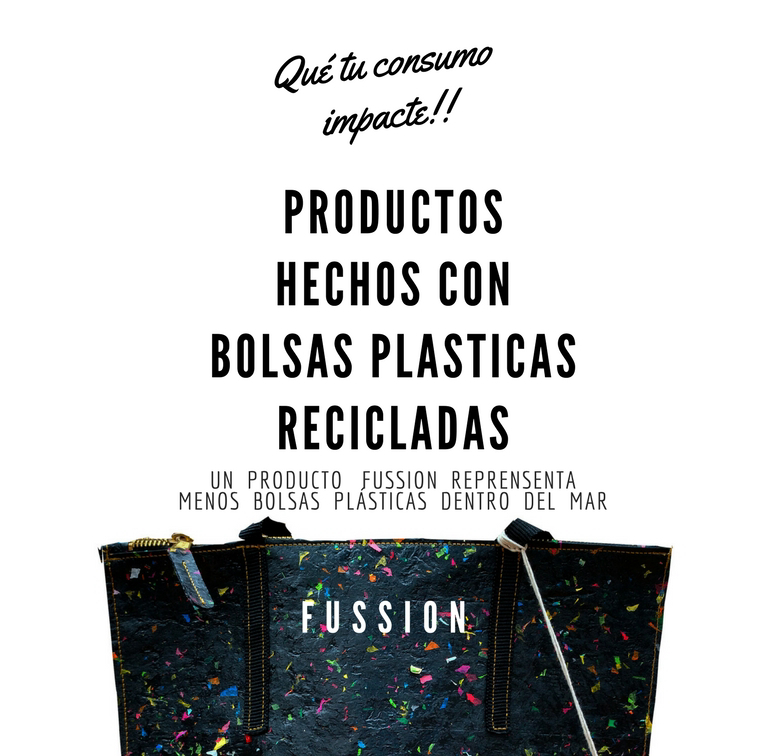 Qué tu consumo
impacte!!
PRODUCTOS
HECHOS CON
BOLSAS PLASTICAS
RECICLADAS
UN PRODUCTO FUSSION REPRENSENTA
MENOS BOLSAS PLÁSTICAS DENTRO DEL MAR
FUSSION